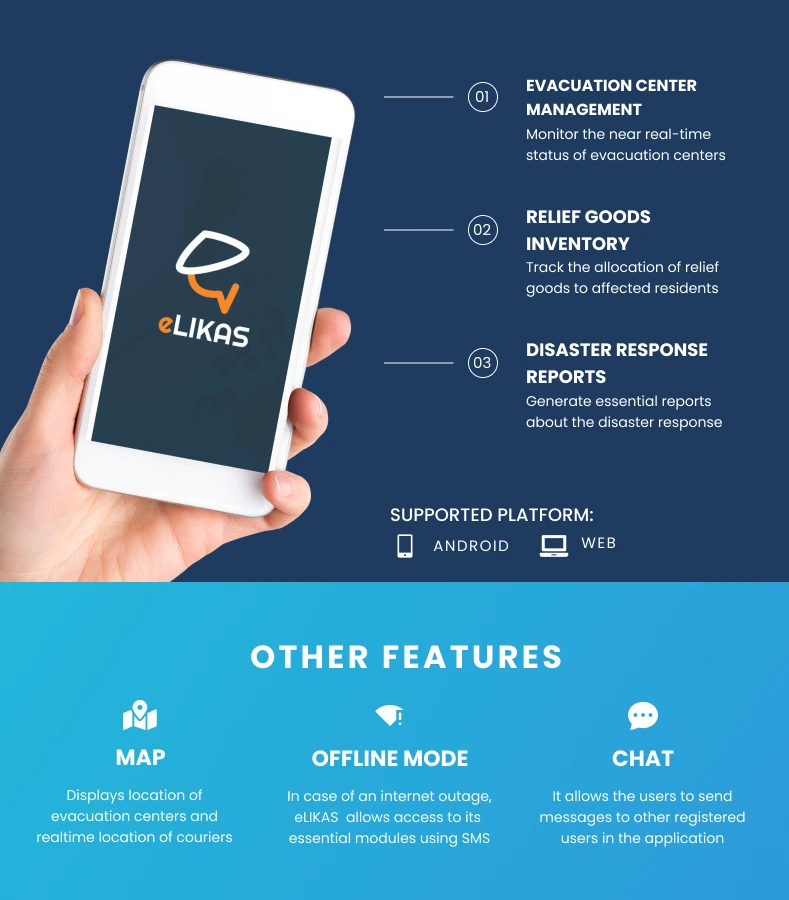 eLIKAS
01
EVACUATION CENTER
MANAGEMENT
Monitor the near real-time
status of evacuation centers
02
RELIEF GOODS
INVENTORY
Track the allocation of relief
goods to affected residents
03
DISASTER RESPONSE
REPORTS
Generate essential reports
about the disaster response
SUPPORTED PLATFORM:
ANDROID WEB
OTHER FEATURES
MAP
Displays location of
evacuation centers and
realtime location of couriers
OFFLINE MODE
In case of an internet outage,
eLIKAS allows access to its
essential modules using SMS
CHAT
It allows the users to send
messages to other registered
users in the application